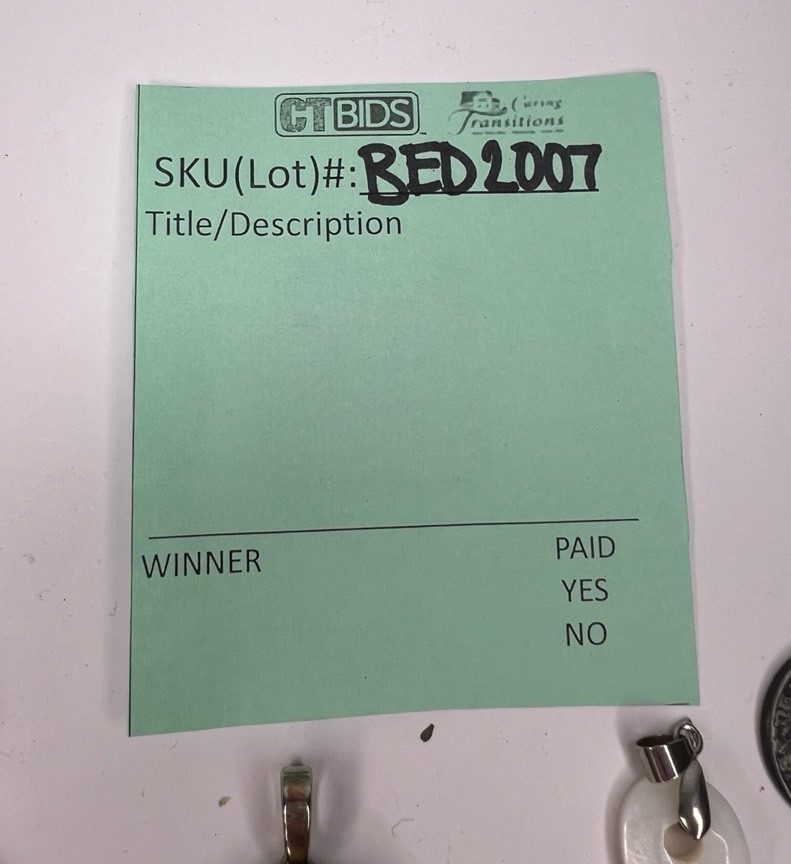 CTBIDS
Caring
Transitions
SKU(Lot)#:BED2007
Title/Description
WINNER
PAID
YES
NO